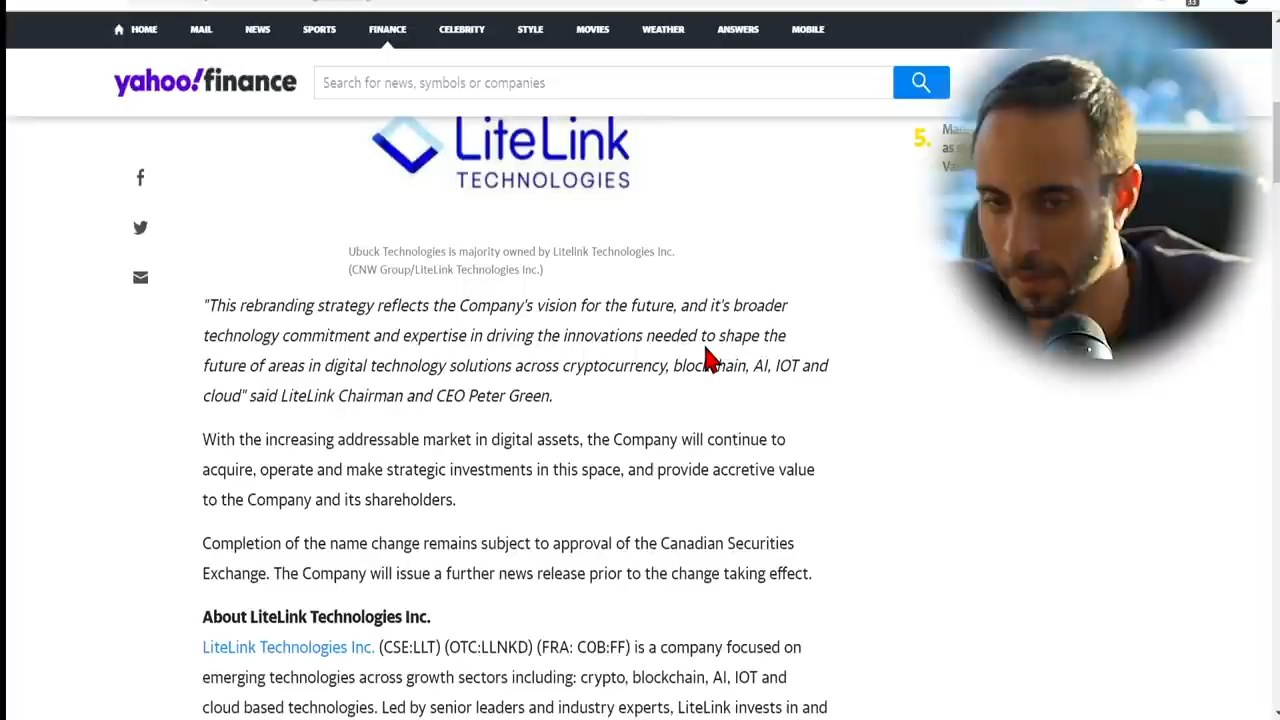 33
HOME MAIL NEWS SPORTS FINANCE CELEBRITY STYLE MOVIES WEATHER ANSWERS MOBILE
yahoo!finance Search for news, symbols or companies
LiteLink
TECHNOLOGIES
5.
as
Ubuck Technologies is majority owned by Litelink Technologies Inc.
(CNW Group/LiteLink Technologies Inc.)
"This rebranding strategy reflects the Company's vision for the future, and it's broader
technology commitment and expertise in driving the innovations needed to shape the
future of areas in digital technology solutions across cryptocurrency, blockchain, AI, IOT and
cloud" said LiteLink Chairman and CEO Peter Green.
With the increasing addressable market in digital assets, the Company will continue to
acquire, operate and make strategic investments in this space, and provide accretive value
to the Company and its shareholders.
Completion of the name change remains subject to approval of the Canadian Securities
Exchange. The Company will issue a further news release prior to the change taking effect.
About LiteLink Technologies Inc.
LiteLink Technologies Inc. (CSE:LLT) (OTC:LLNKD) (FRA: C0B:FF) is a company focused on
emerging technologies across growth sectors including: crypto, blockchain, AI, IOT and
cloud based technologies. Led by senior leaders and industry experts, LiteLink invests in and